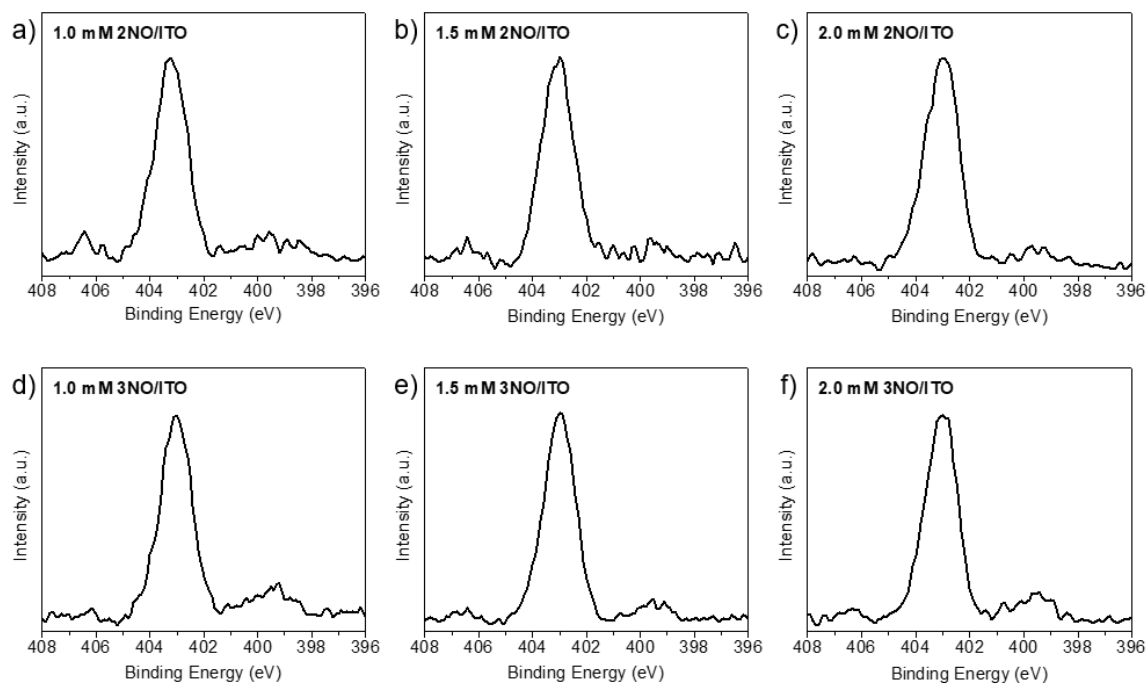 a)
1.0 mM 2NO/ITO
Intensity (a.u.)
408 406 404 402 400 398 396
Binding Energy (eV)
b)
1.5 mM 2NO/ITO
Intensity (a.u.)
408 406 404 402 400 398 396
Binding Energy (eV)
c)
2.0 mM 2NO/ITO
Intensity (a.u.)
408 406 404 402 400 398 396
Binding Energy (eV)
d)
1.0 mM 3NO/ITO
Intensity (a.u.)
408 406 404 402 400 398 396
Binding Energy (eV)
e)
1.5 mM 3NO/ITO
Intensity (a.u.)
408 406 404 402 400 398 396
Binding Energy (eV)
f)
2.0 mM 3NO/ITO
Intensity (a.u.)
408 406 404 402 400 398 396
Binding Energy (eV)